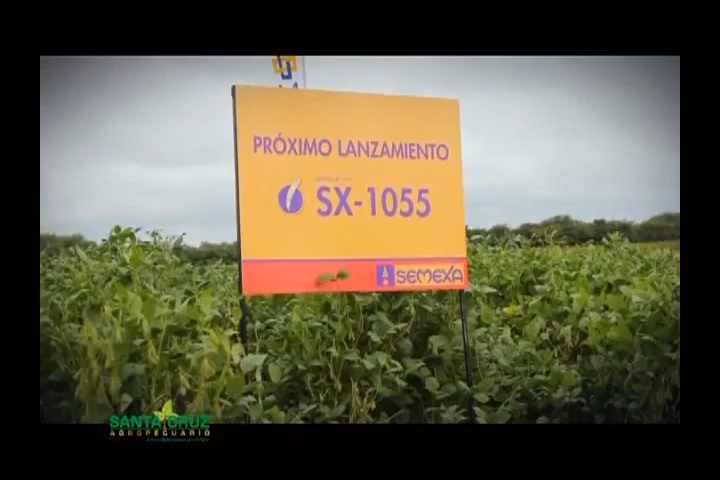 PRÓXIMO LANZAMIENTO
SX-1055
SEMEXA
SANTA CRUZ
AGROPECUARIO